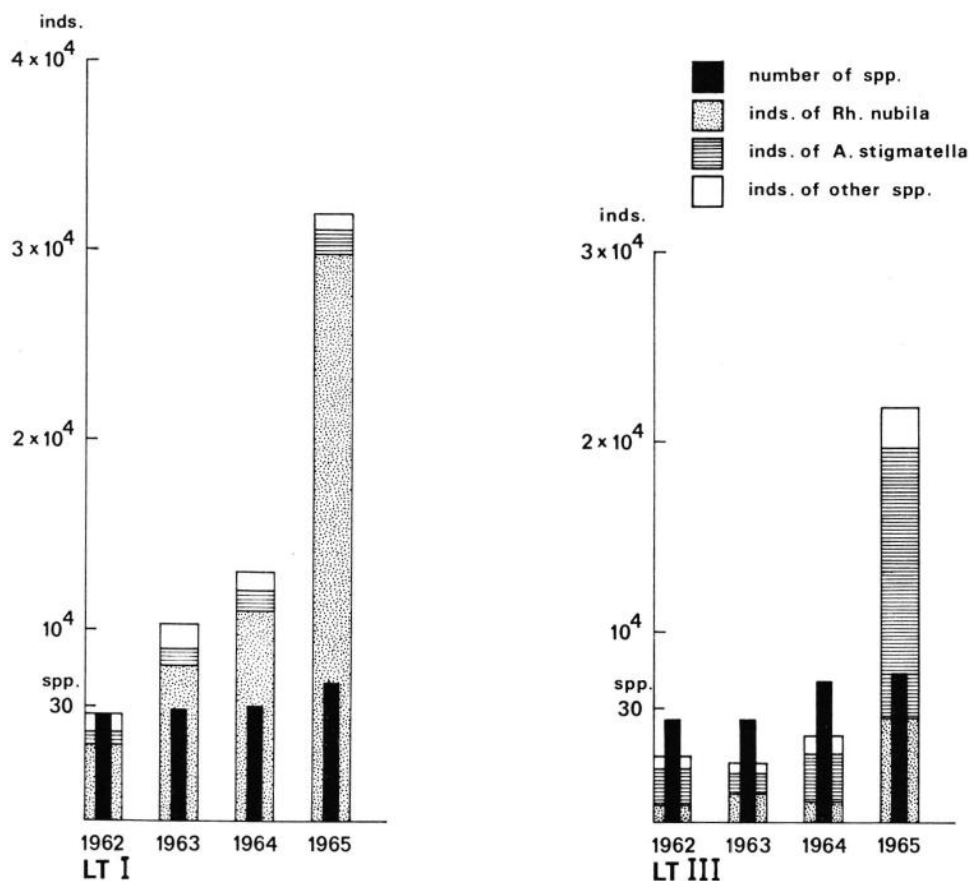 inds.
4 x 10⁴
3 x 10⁴
2 x 10⁴
10⁴
spp.
30
1962 1963 1964 1965
LT I
number of spp.
inds. of Rh. nubila
inds. of A. stigmatella
inds. of other spp.
inds.
3 x 10⁴
2 x 10⁴
10⁴
spp.
30
1962 1963 1964 1965
LT III